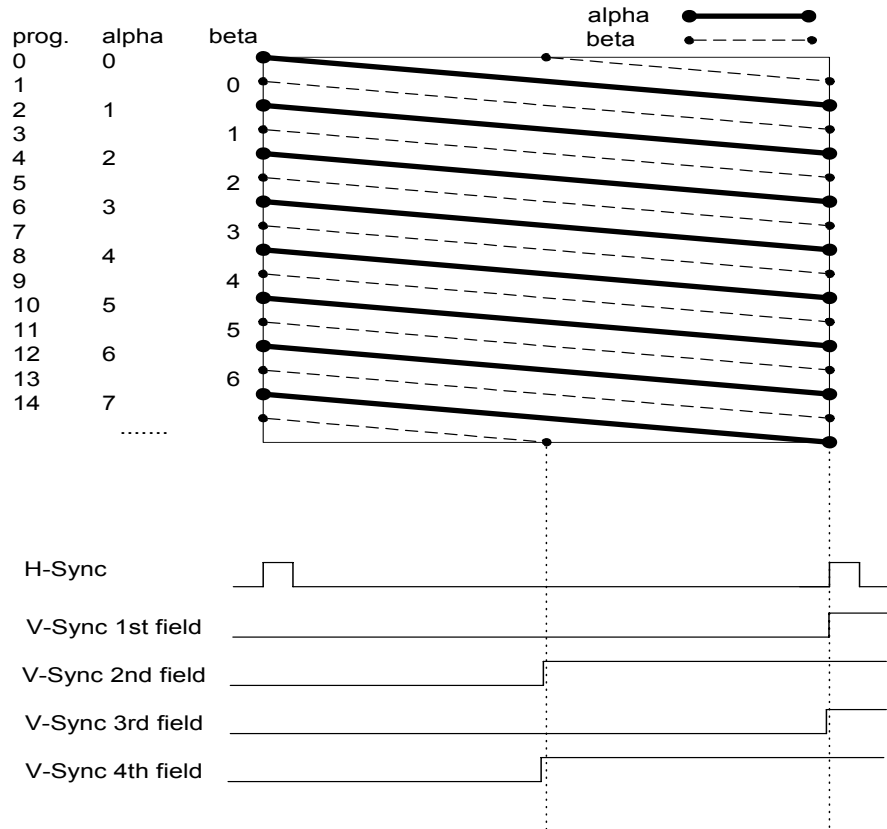 alpha
beta
prog. alpha beta
0 0
1 0
2 1
3 1
4 2
5 2
6 3
7 3
8 4
9 4
10 5
11 5
12 6
13 6
14 7
.......
H-Sync
V-Sync 1st field
V-Sync 2nd field
V-Sync 3rd field
V-Sync 4th field